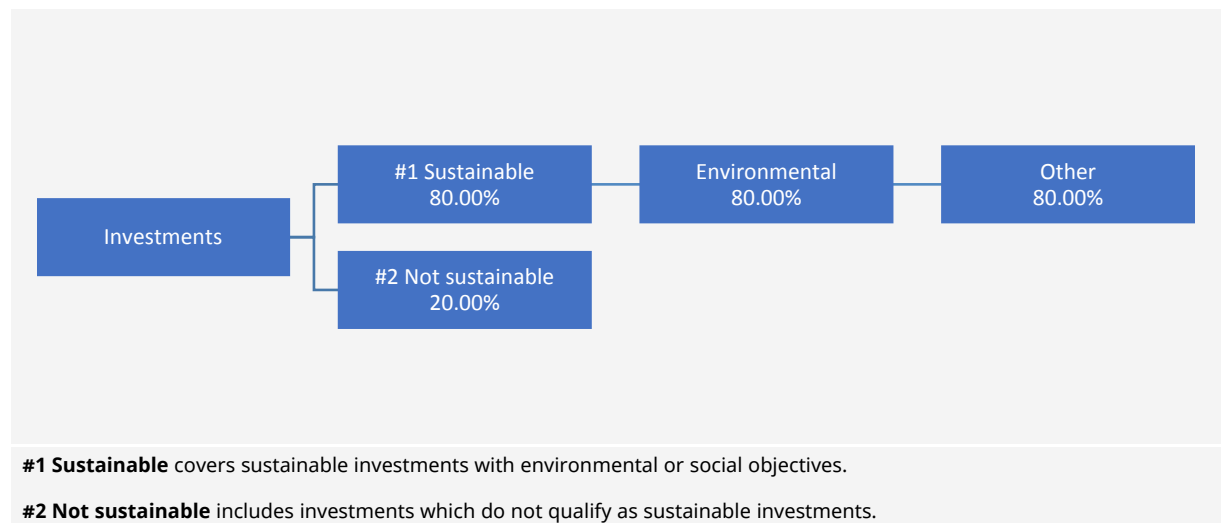 #1 Sustainable
80.00%
Environmental
80.00%
Other
80.00%
Investments
#2 Not sustainable
20.00%
#1 Sustainable covers sustainable investments with environmental or social objectives.
#2 Not sustainable includes investments which do not qualify as sustainable investments.